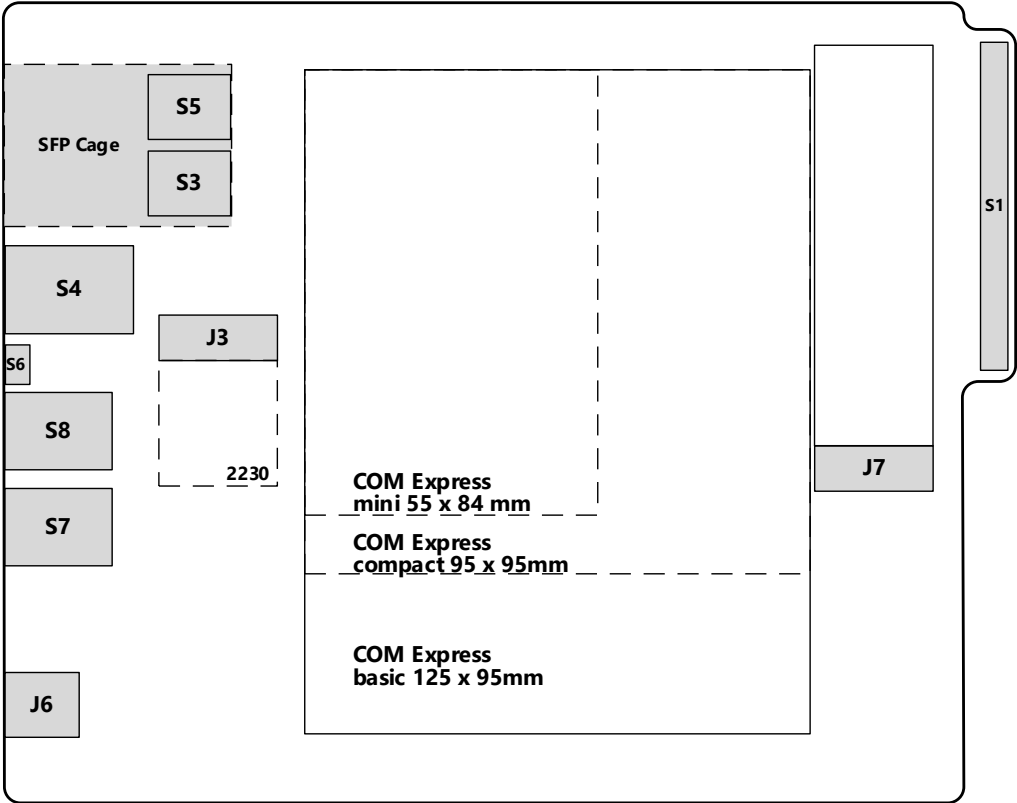 S5
SFP Cage
S3
S1
S4
J3
S6
S8
J7
2230
COM Express
mini 55 x 84 mm
S7
COM Express
compact 95 x 95mm
COM Express
basic 125 x 95mm
J6